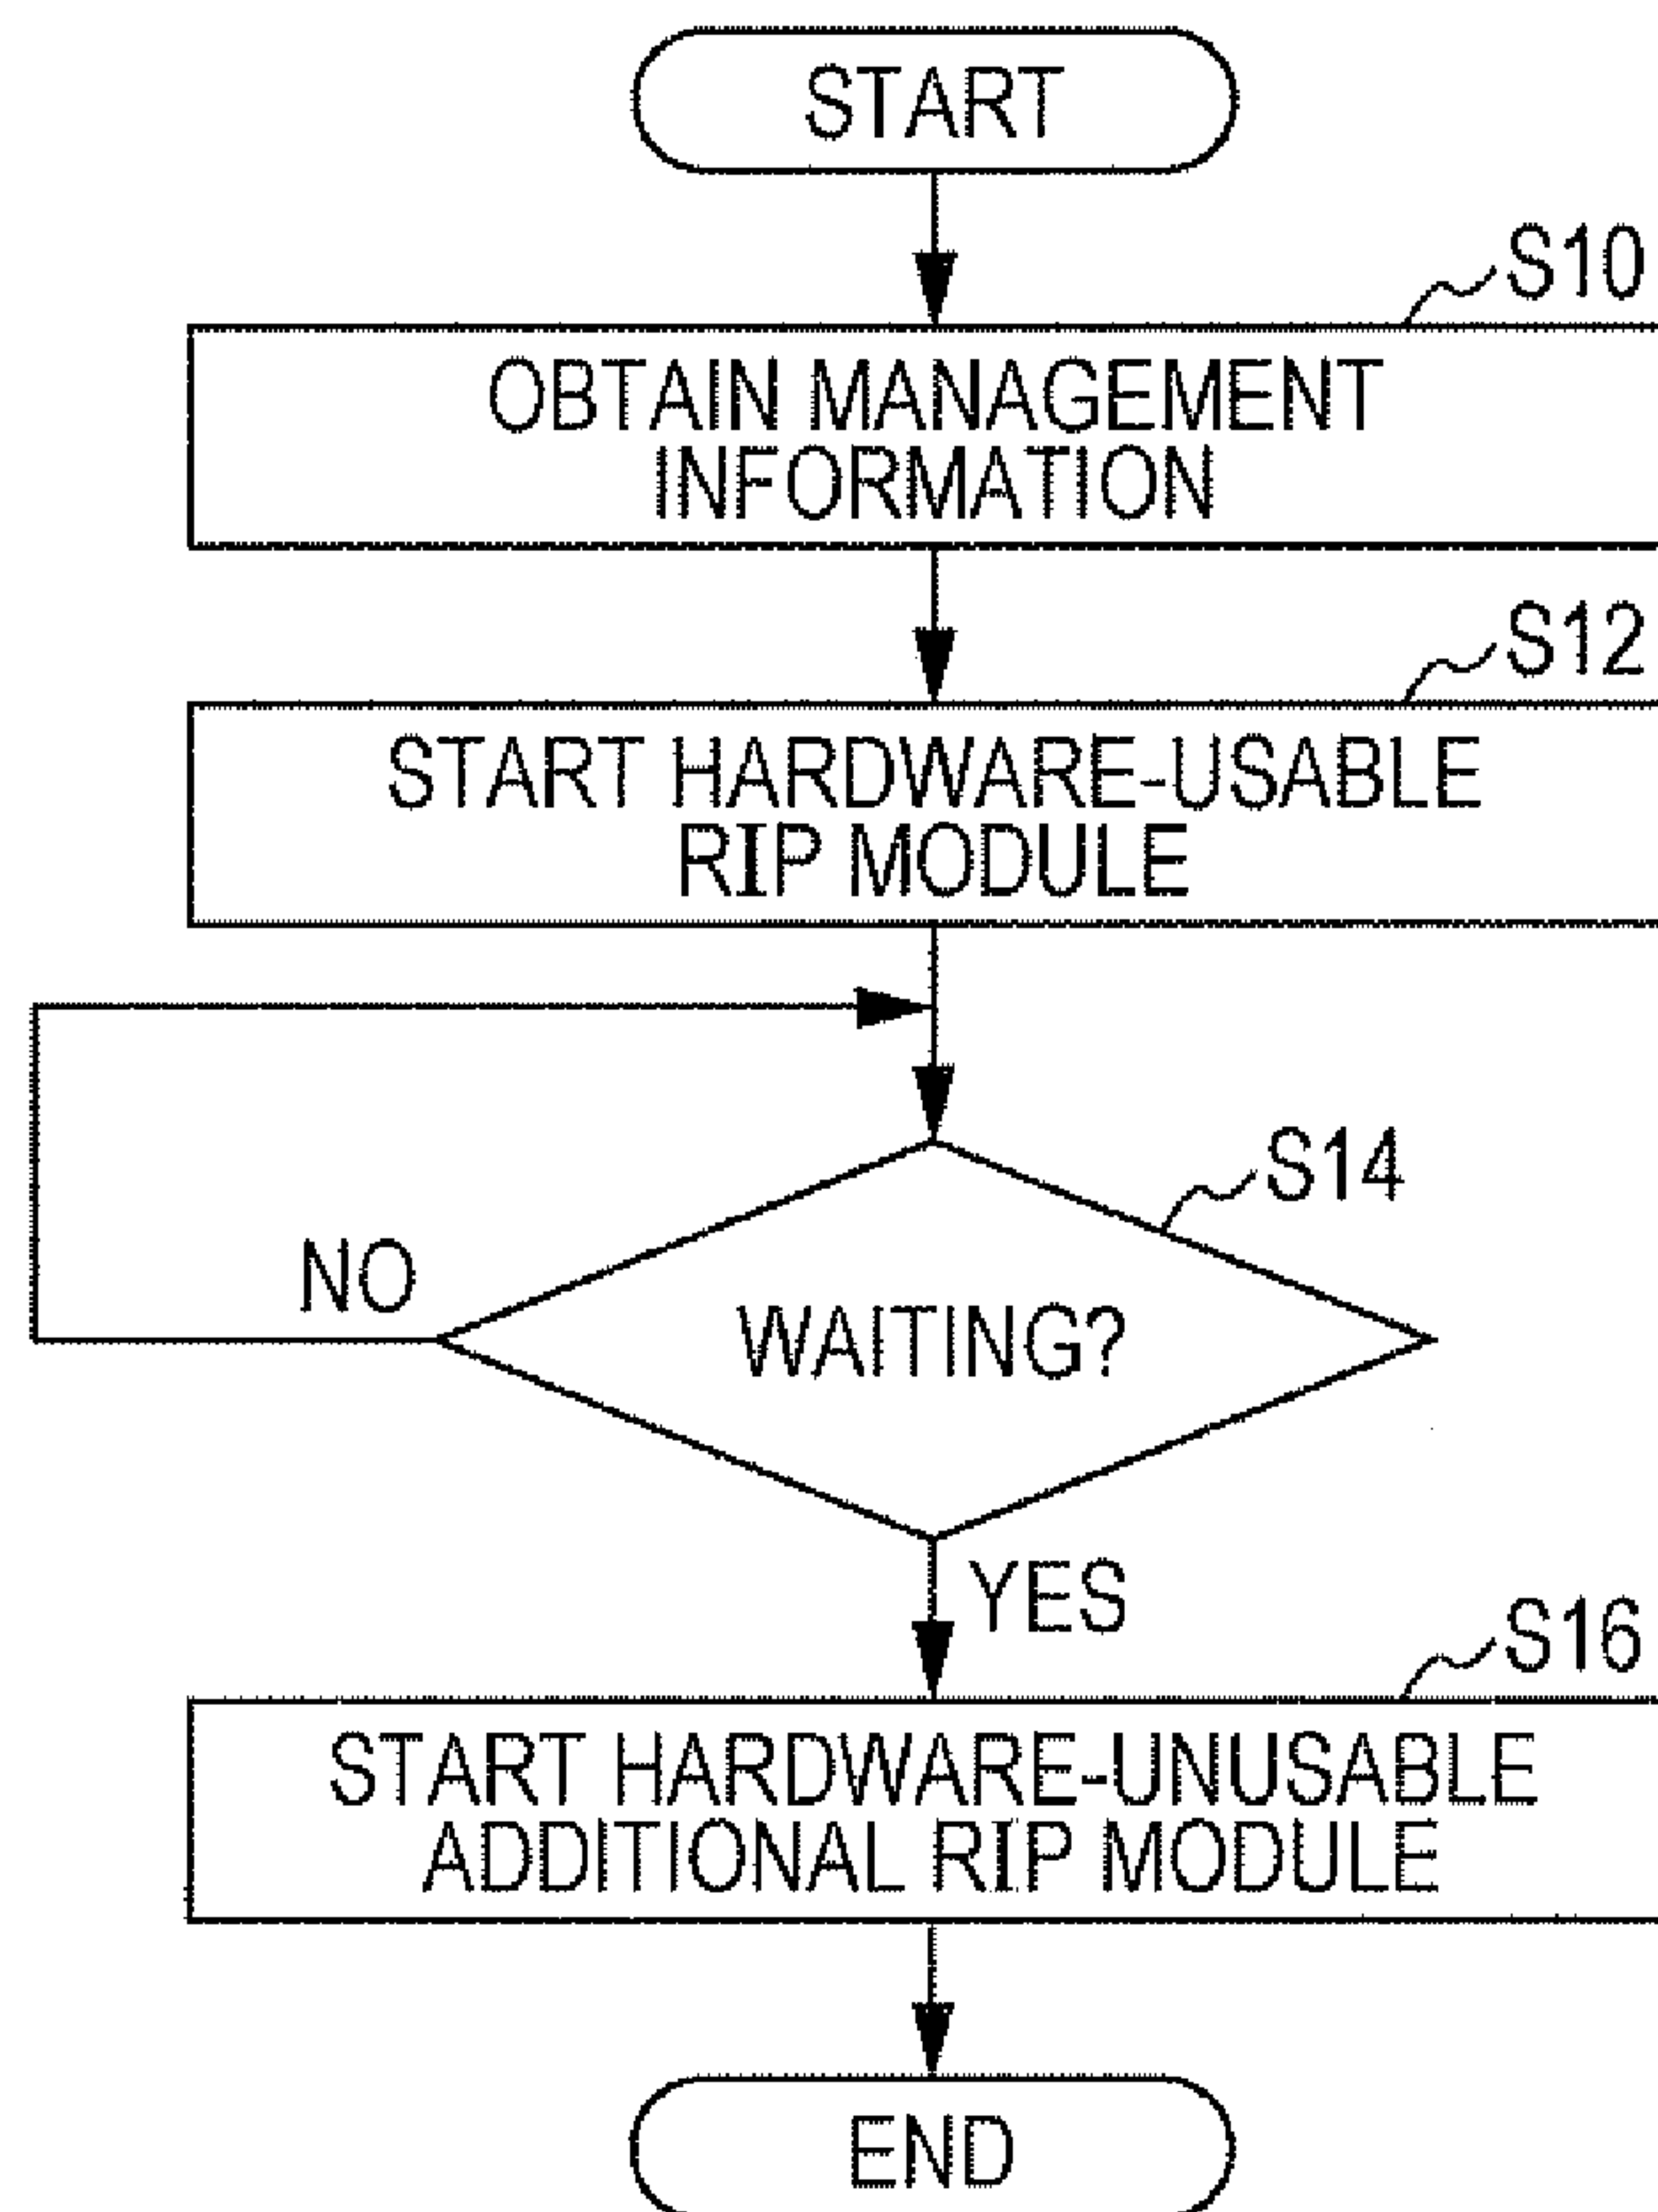 START
S10
OBTAIN MANAGEMENT
INFORMATION
S12
START HARDWARE-USABLE
RIP MODULE
S14
NO
WAITING?
YES
S16
START HARDWARE-UNUSABLE
ADDITIONAL RIP MODULE
END